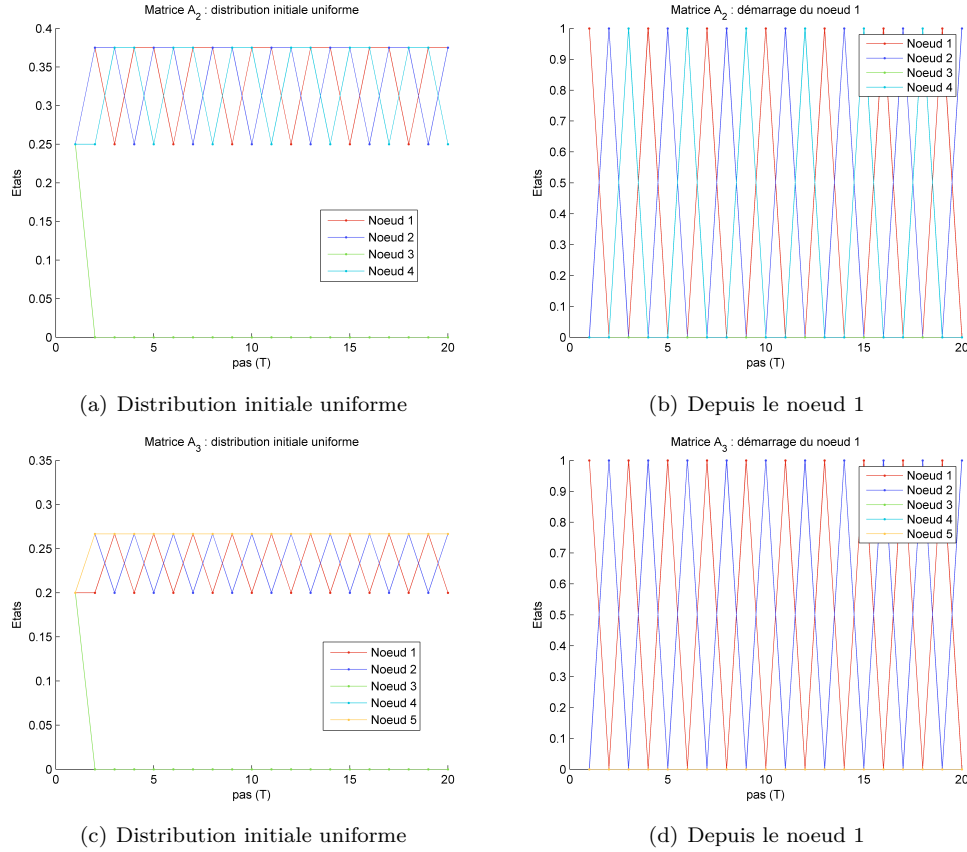 Matrice A2 : distribution initiale uniforme
0.4
0.35
0.3
0.25
0.2
0.15
0.1
0.05
0
Etats
0 5 10 15 20
pas (T)
Noeud 1
Noeud 2
Noeud 3
Noeud 4
(a) Distribution initiale uniforme
Matrice A2 : démarrage du noeud 1
1
0.9
0.8
0.7
0.6
0.5
0.4
0.3
0.2
0.1
0
Etats
0 5 10 15 20
pas (T)
Noeud 1
Noeud 2
Noeud 3
Noeud 4
(b) Depuis le noeud 1
Matrice A3 : distribution initiale uniforme
0.35
0.3
0.25
0.2
0.15
0.1
0.05
0
Etats
0 5 10 15 20
pas (T)
Noeud 1
Noeud 2
Noeud 3
Noeud 4
Noeud 5
(c) Distribution initiale uniforme
Matrice A3 : démarrage du noeud 1
1
0.9
0.8
0.7
0.6
0.5
0.4
0.3
0.2
0.1
0
Etats
0 5 10 15 20
pas (T)
Noeud 1
Noeud 2
Noeud 3
Noeud 4
Noeud 5
(d) Depuis le noeud 1